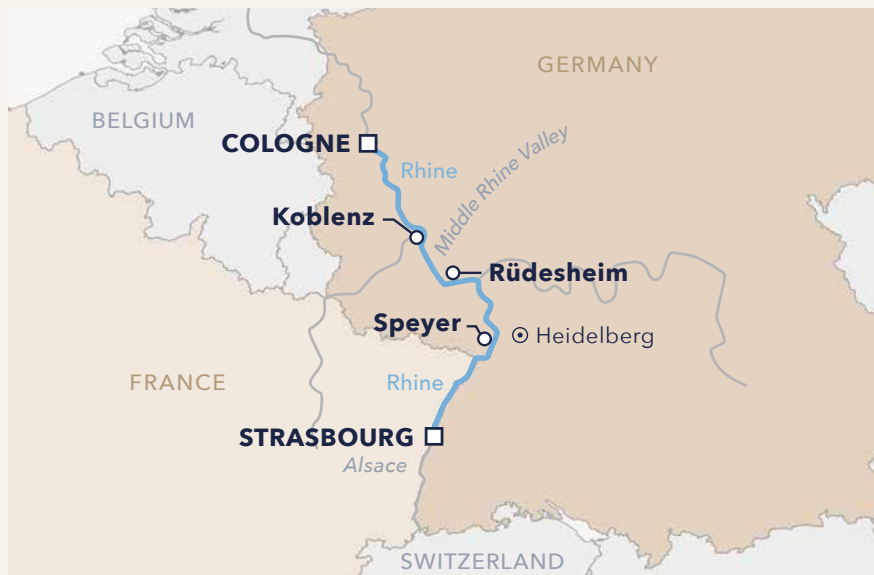 GERMANY
BELGIUM
COLOGNE
Rhine
Middle Rhine Valley
Koblenz
Rüdesheim
Speyer
Heidelberg
FRANCE
Rhine
STRASBOURG
Alsace
SWITZERLAND